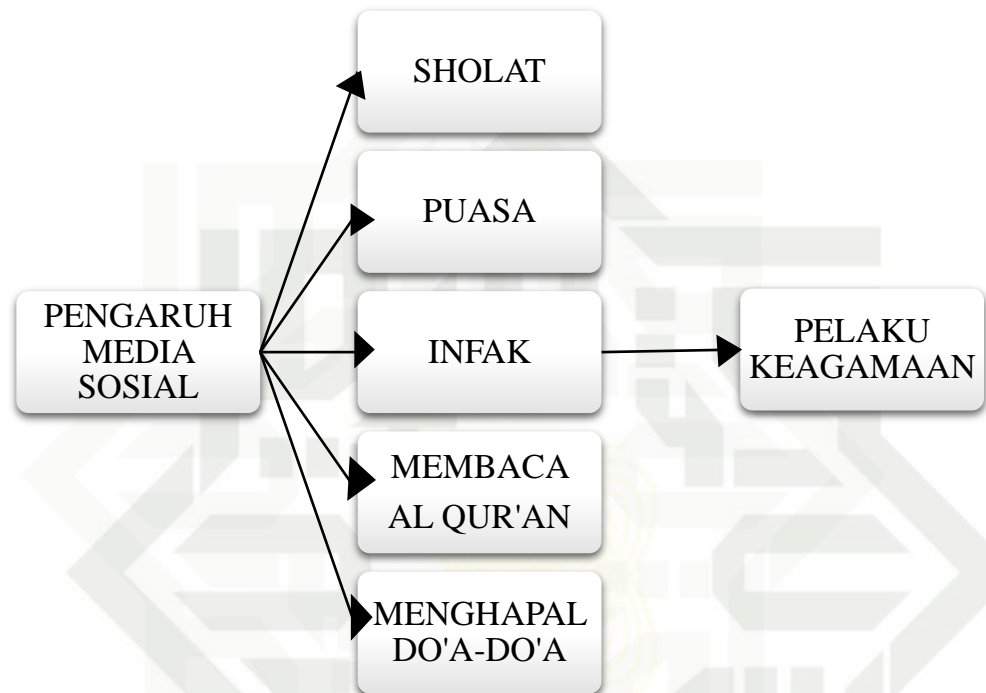 SHOLAT
PUASA
PENGARUH
MEDIA
SOSIAL
INFAK
PELAKU
KEAGAMAAN
MEMBACA
AL QUR'AN
MENGHAPAL
DO'A-DO'A